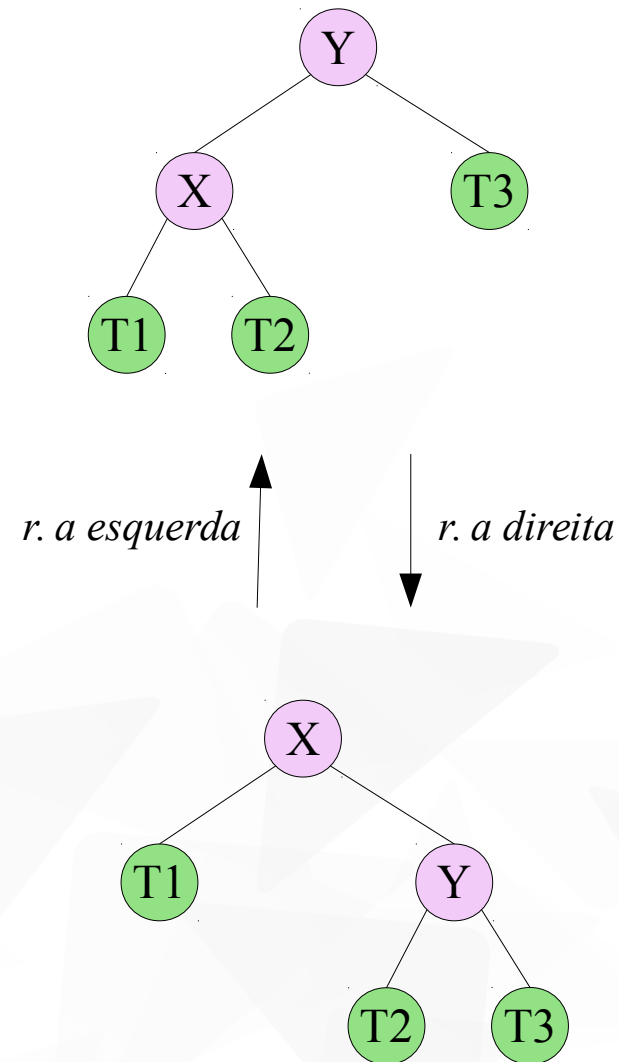 Y
X T3
T1 T2
r. a esquerda r. a direita
X
T1 Y
T2 T3